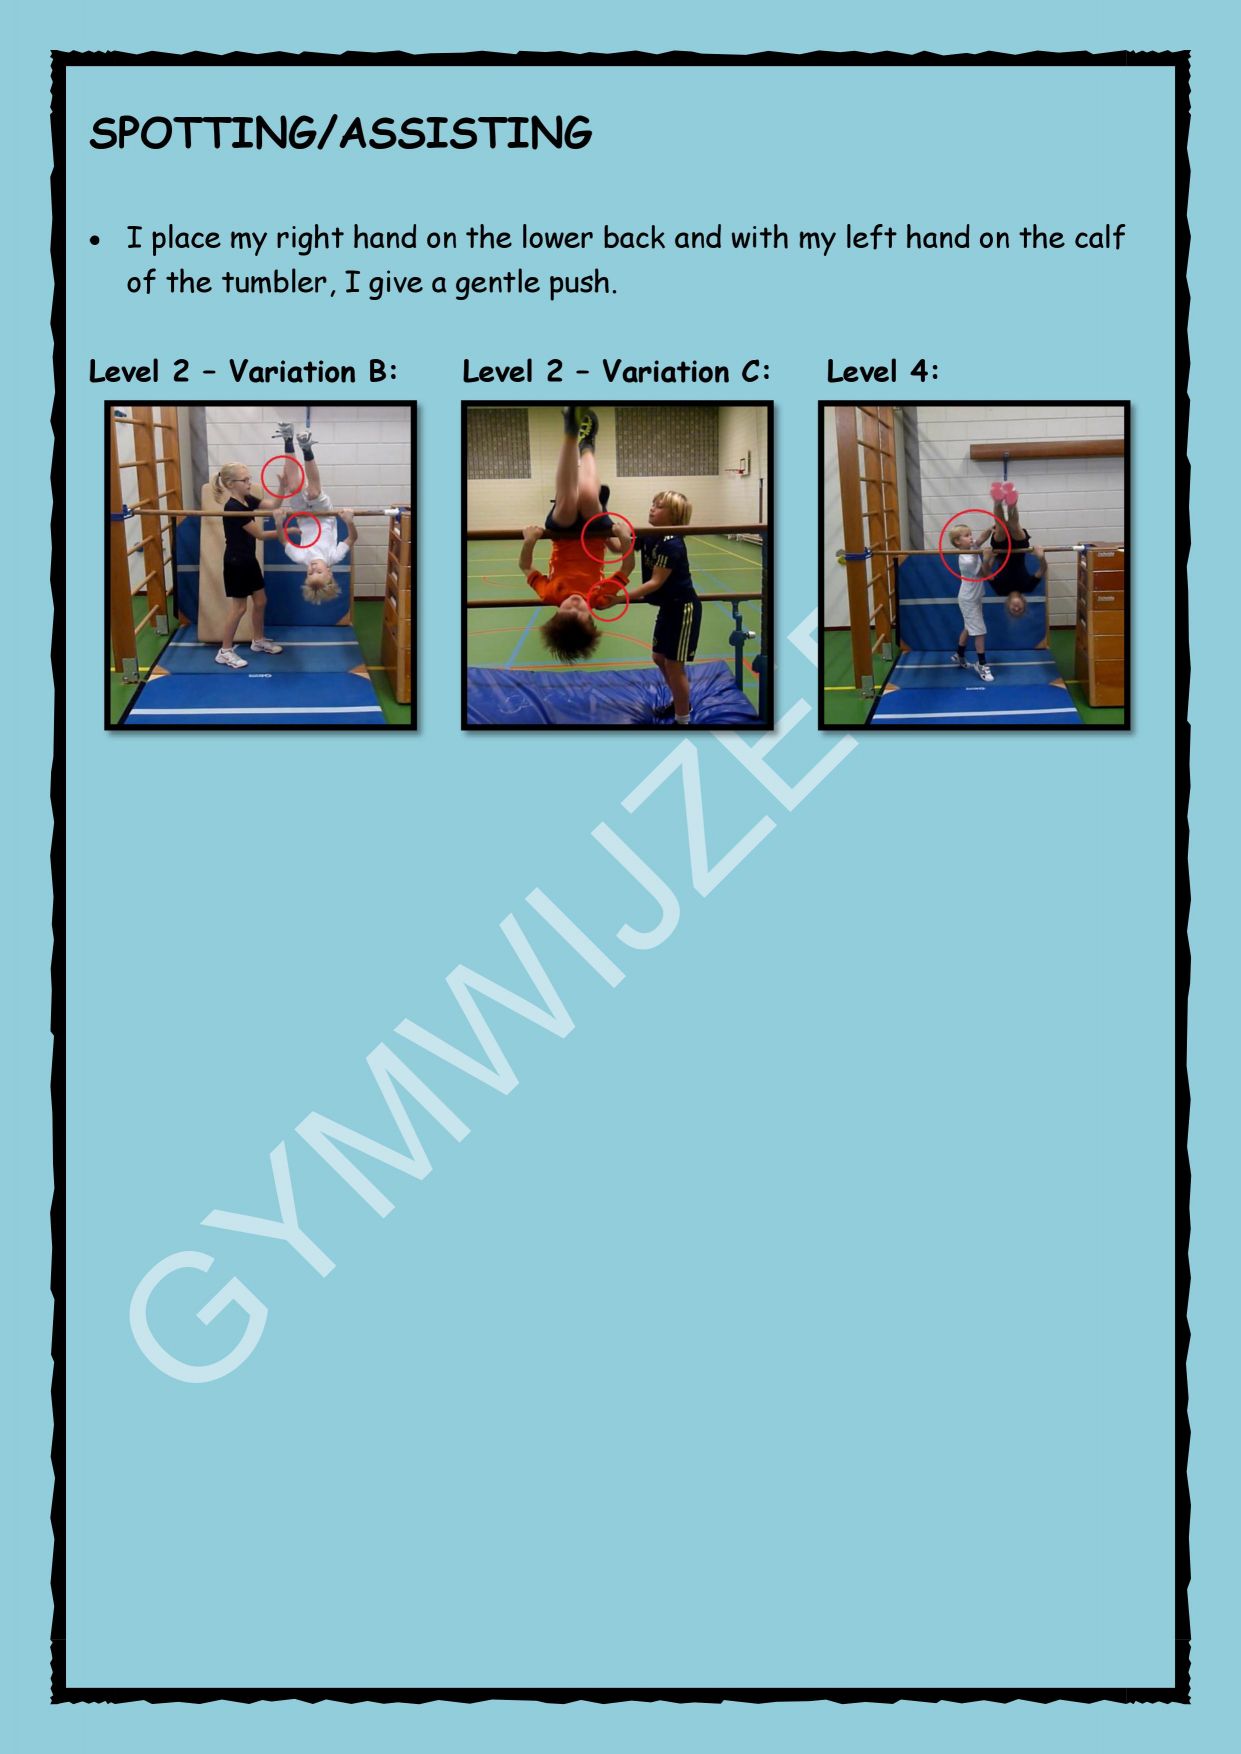 SPOTTING/ASSISTING
• I place my right hand on the lower back and with my left hand on the calf
of the tumbler, I give a gentle push.
Level 2 – Variation B: Level 2 – Variation C: Level 4:
GYMWIJZE